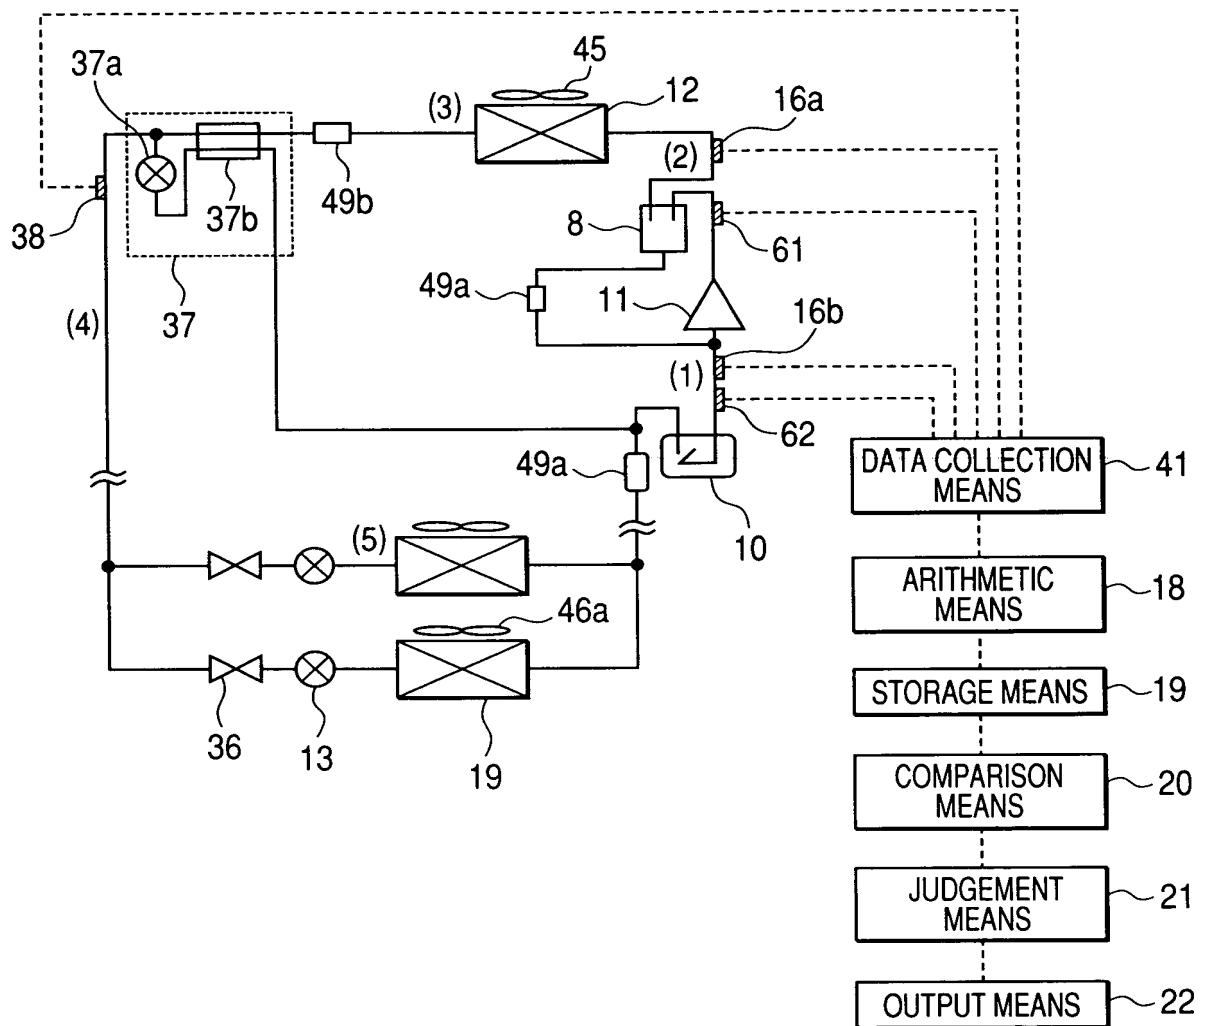 45
37a
(3)
12
16a
(2)
49b
37b
38
8
61
49a
11
(4)
37
16b
(1)
62
49a
DATA COLLECTION
MEANS
41
10
(5)
ARITHMETIC
MEANS
18
46a
STORAGE MEANS
19
36
13
19
COMPARISON
MEANS
20
JUDGEMENT
MEANS
21
OUTPUT MEANS
22